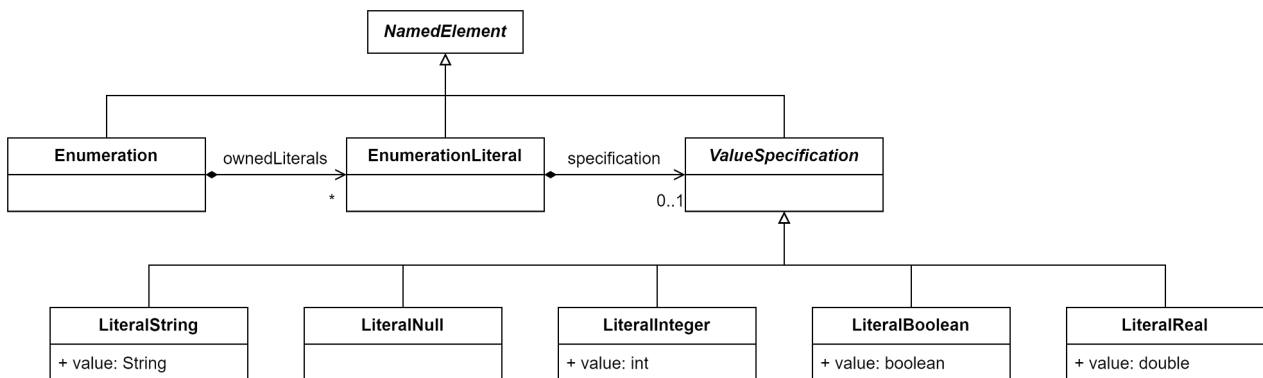 NamedElement
Enumeration
ownedLiterals
*
EnumerationLiteral
specification
0..1
ValueSpecification
LiteralString
+ value: String
LiteralNull
LiteralInteger
+ value: int
LiteralBoolean
+ value: boolean
LiteralReal
+ value: double